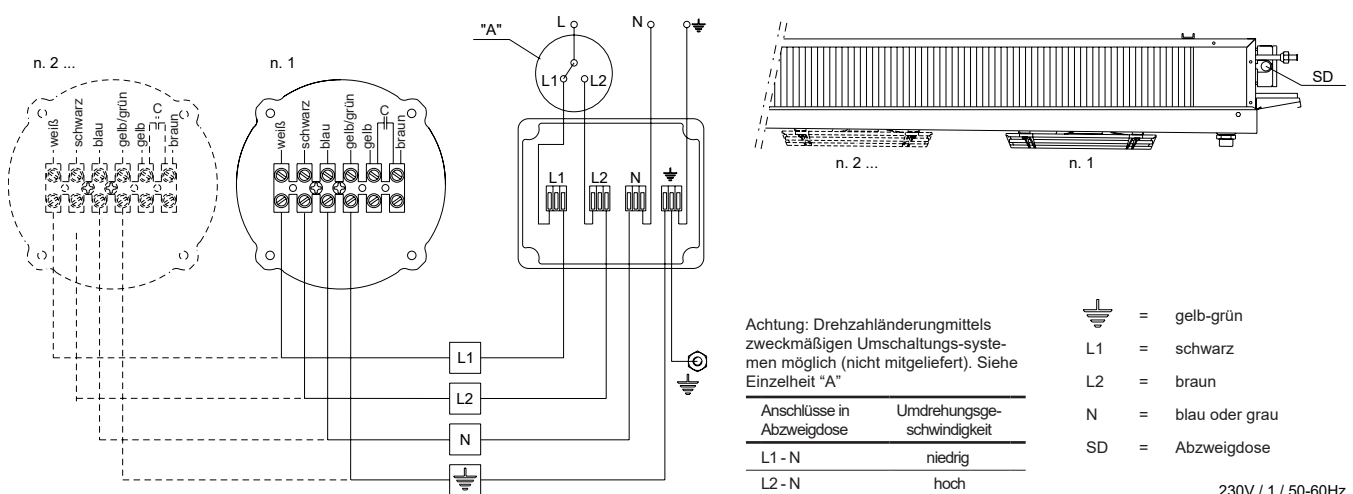 n. 2 ...
weiß
schwarz
blau
gelb/grün
gelb
C
braun
n. 1
weiß
schwarz
blau
gelb/grün
gelb
C
braun
"A"
L
N
L1
L2
L1
L2
N
L1
L2
N
SD
n. 2 ...
n. 1
Achtung: Drehzahländerungmittels
zweckmäßigen Umschaltungs-syste-
men möglich (nicht mitgeliefert). Siehe
Einzelheit “A”
Anschlüsse in Umdrehungsge-
Abzweigdose schwindigkeit
L1 - N niedrig
L2 - N hoch
= gelb-grün
L1 = schwarz
L2 = braun
N = blau oder grau
SD = Abzweigdose
230V / 1 / 50-60Hz